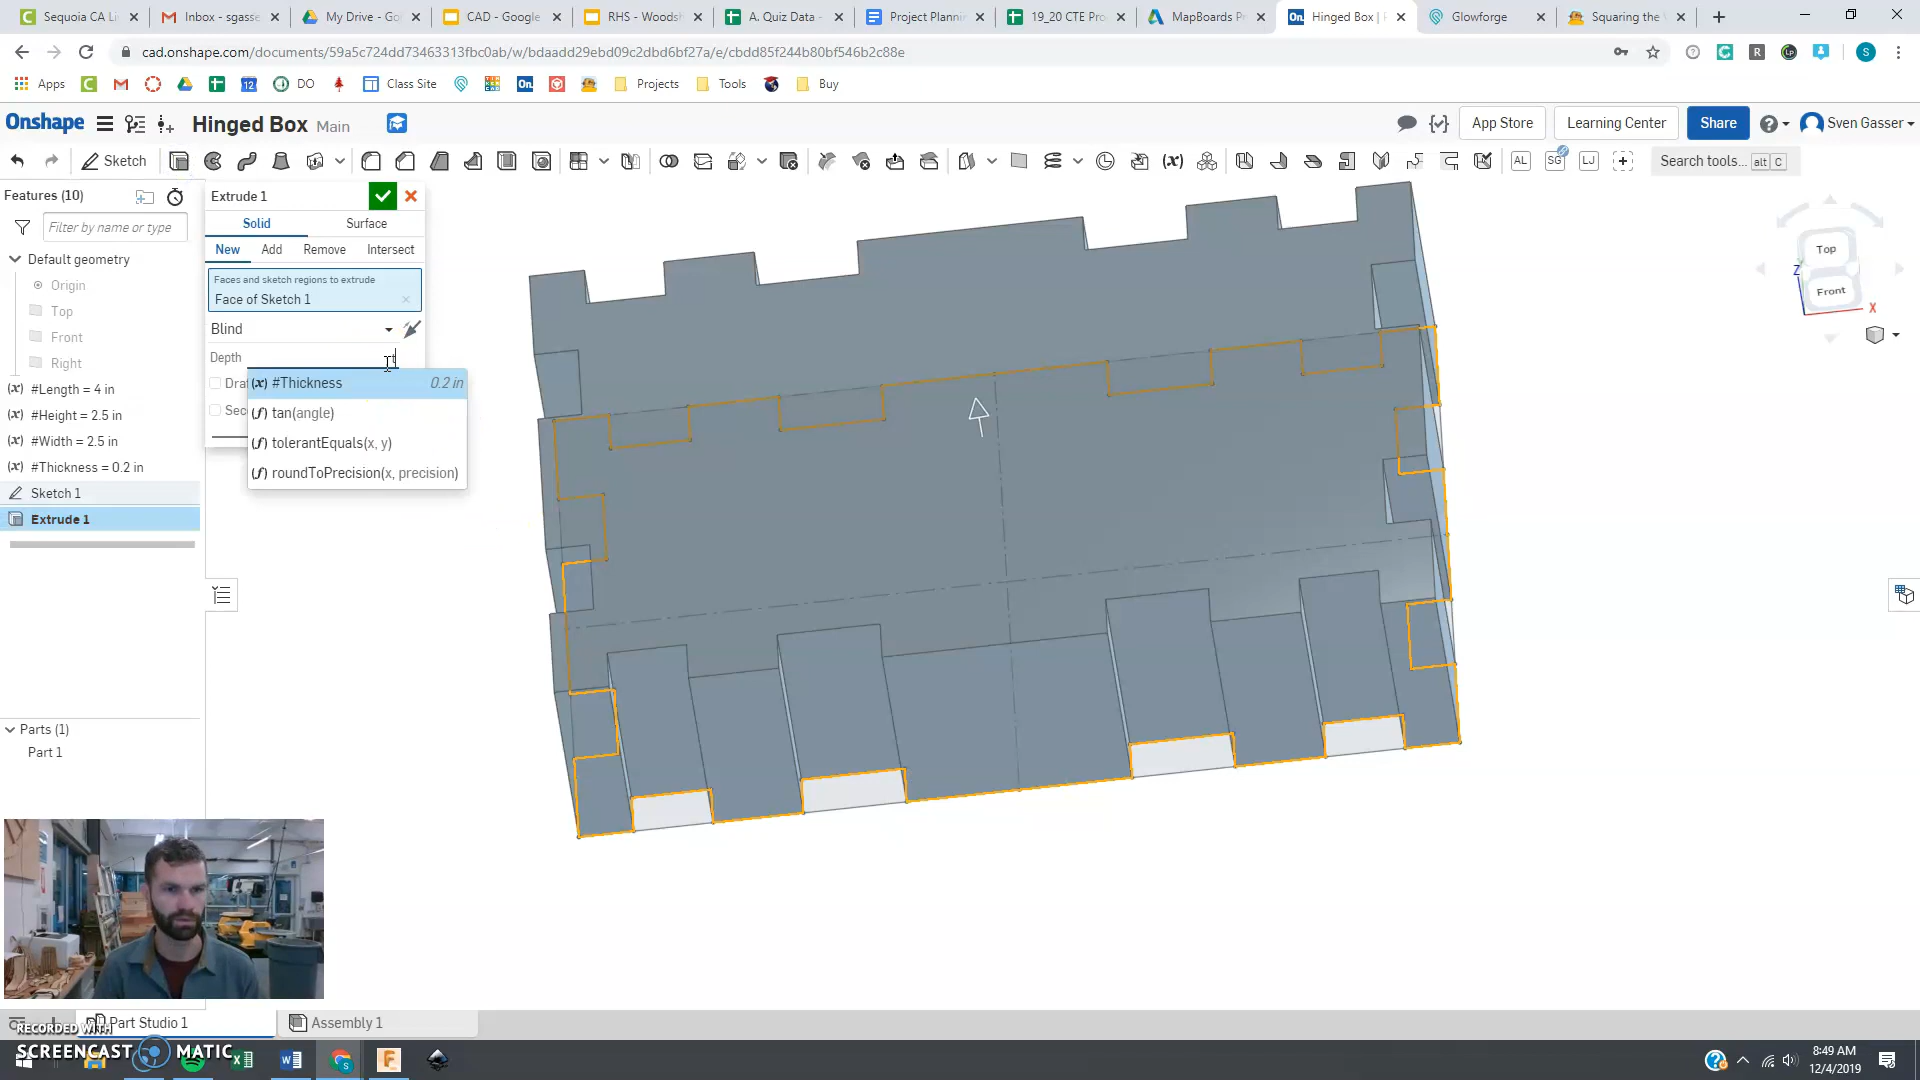 Sequoia CA Li
Inbox - sgasse
My Drive - Go
CAD - Google
RHS - Woodsh
A. Quiz Data -
Project Plannin
19_20 CTE Pro
MapBoards P
Hinged Box |
Glowforge
Squaring the
cad.onshape.com/documents/59a5c724dd73463313fbc0ab/w/bdaadd29ebd09c2dbd6bf27a/e/cbdd85f244b80bf546b2c88e
Apps
DO
Class Site
On.
Projects
Tools
Buy
Onshape
Hinged Box Main
App Store
Learning Center
Share
Sven Gasser
Sketch
AL
SG
LJ
Search tools... alt C
Features (10)
Filter by name or type
Default geometry
Origin
Top
Front
Right
#Length = 4 in
#Height = 2.5 in
#Width = 2.5 in
#Thickness = 0.2 in
Sketch 1
Extrude 1
Parts (1)
Part 1
Extrude 1
Solid
Surface
New
Add
Remove
Intersect
Faces and sketch regions to extrude
Face of Sketch 1
Blind
Depth
t
Draf
Seco
(x) #Thickness 0.2 in
(f) tan(angle)
(f) tolerantEquals(x, y)
(f) roundToPrecision(x, precision)
Top
Front
Z
X
Part Studio 1
Assembly 1
RECORDED WITH
SCREENCAST MATIC
8:49 AM
12/4/2019